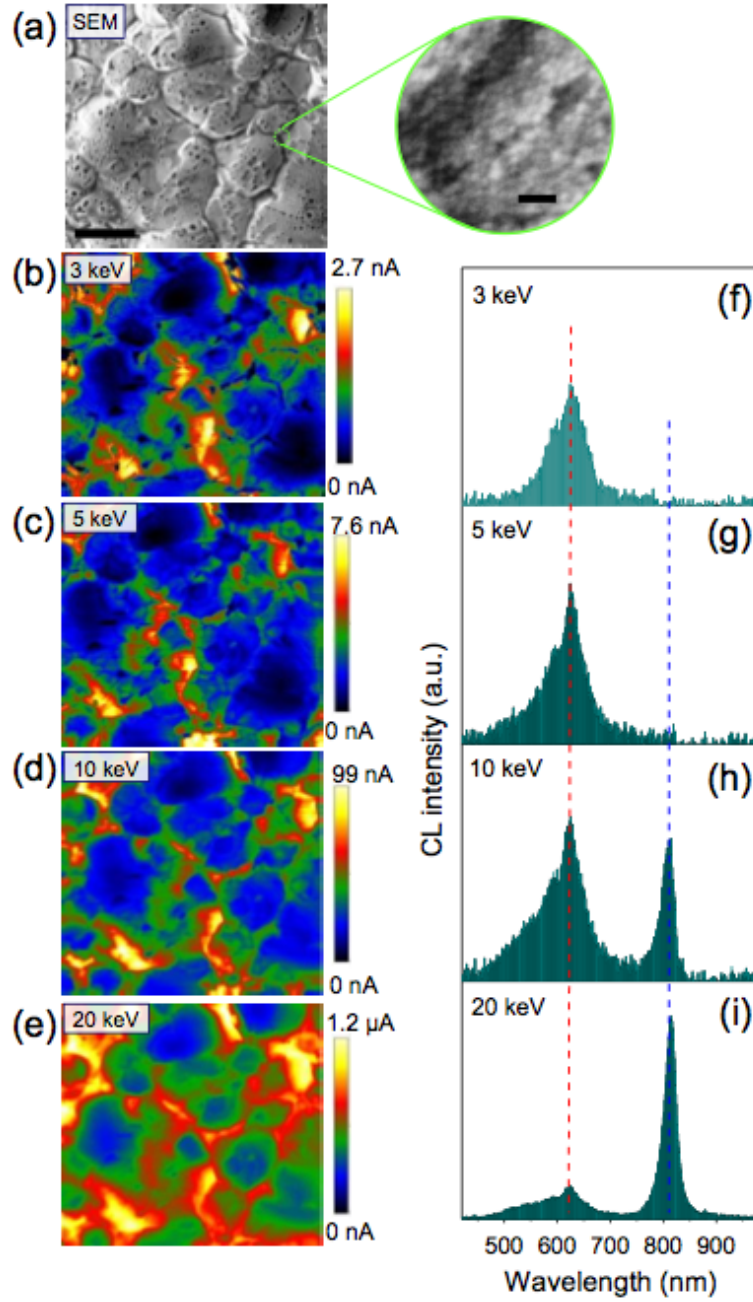 (a) SEM
(b) 3 keV
2.7 nA
0 nA
(c) 5 keV
7.6 nA
0 nA
(d) 10 keV
99 nA
0 nA
(e) 20 keV
1.2 µA
0 nA
3 keV (f)
5 keV (g)
10 keV (h)
20 keV (i)
CL intensity (a.u.)
500 600 700 800 900
Wavelength (nm)